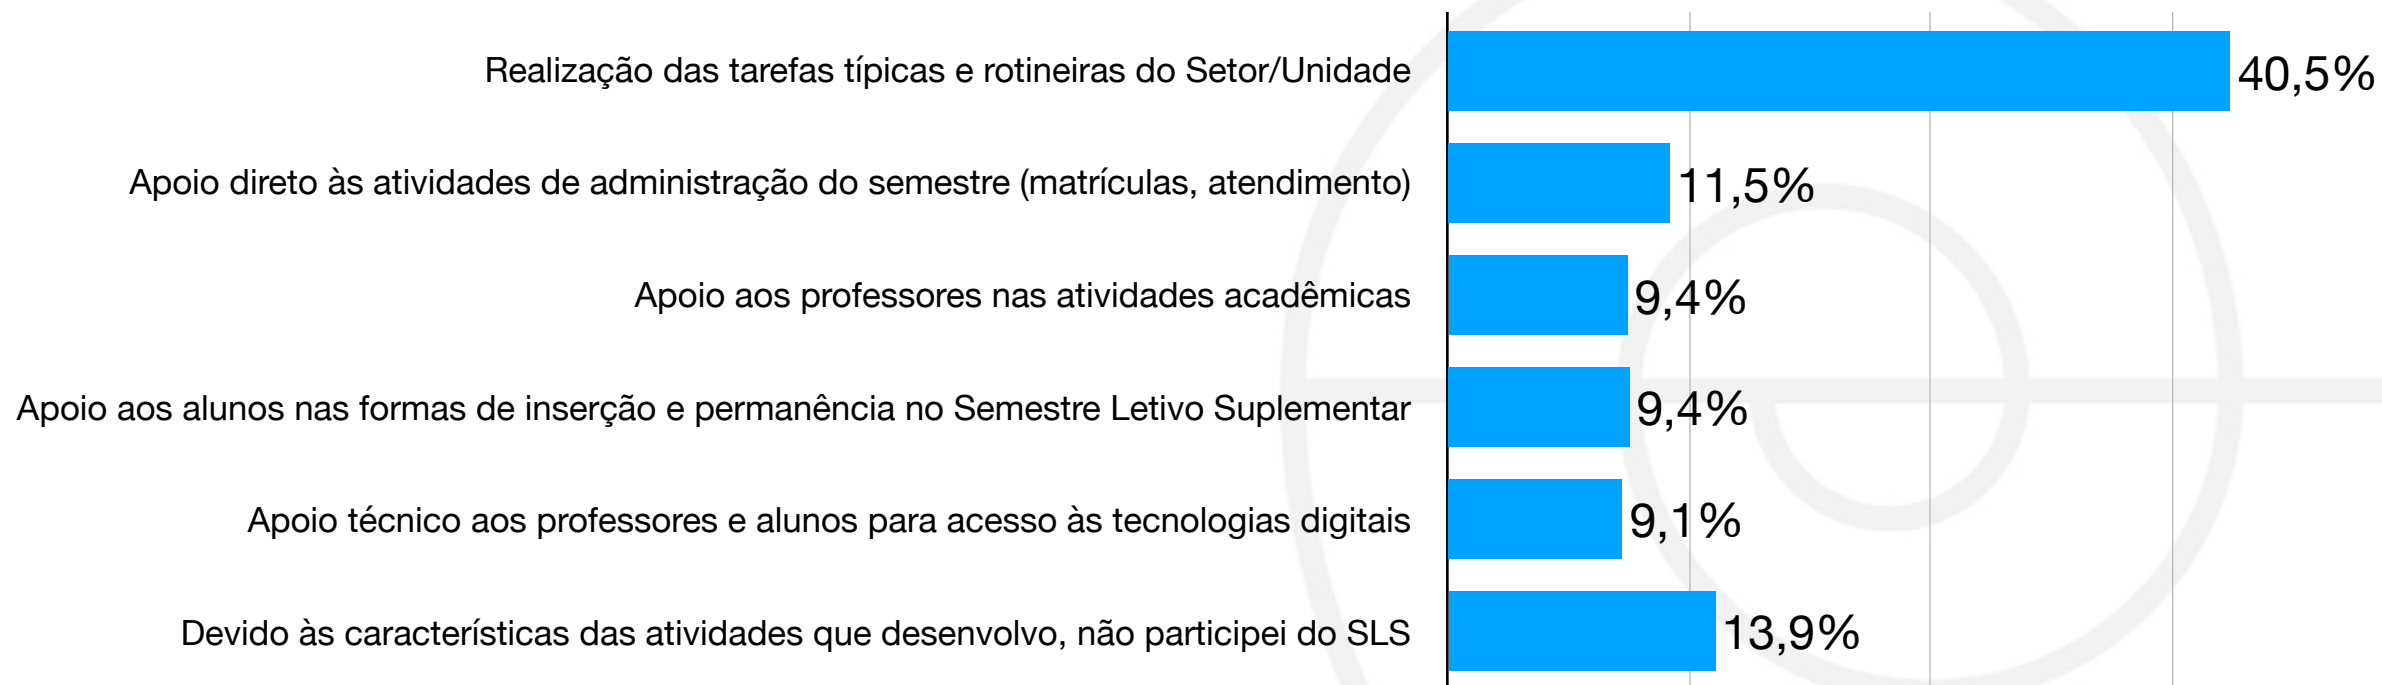 Realização das tarefas típicas e rotineiras do Setor/Unidade 40,5%
Apoio direto às atividades de administração do semestre (matrículas, atendimento) 11,5%
Apoio aos professores nas atividades acadêmicas 9,4%
Apoio aos alunos nas formas de inserção e permanência no Semestre Letivo Suplementar 9,4%
Apoio técnico aos professores e alunos para acesso às tecnologias digitais 9,1%
Devido às características das atividades que desenvolvo, não participei do SLS 13,9%